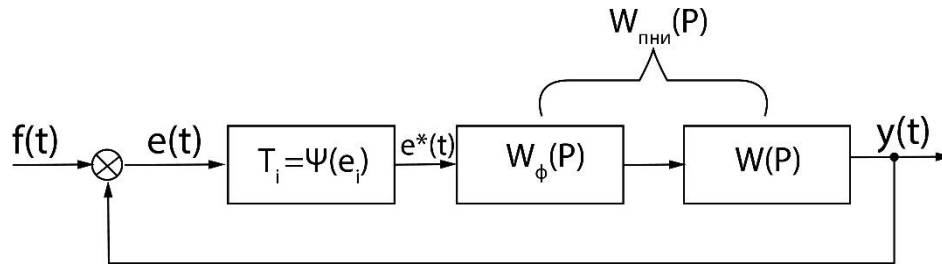 W_пни(P)
f(t)
e(t)
T_i=Ψ(e_i)
e*(t)
W_ф(P)
W(P)
y(t)